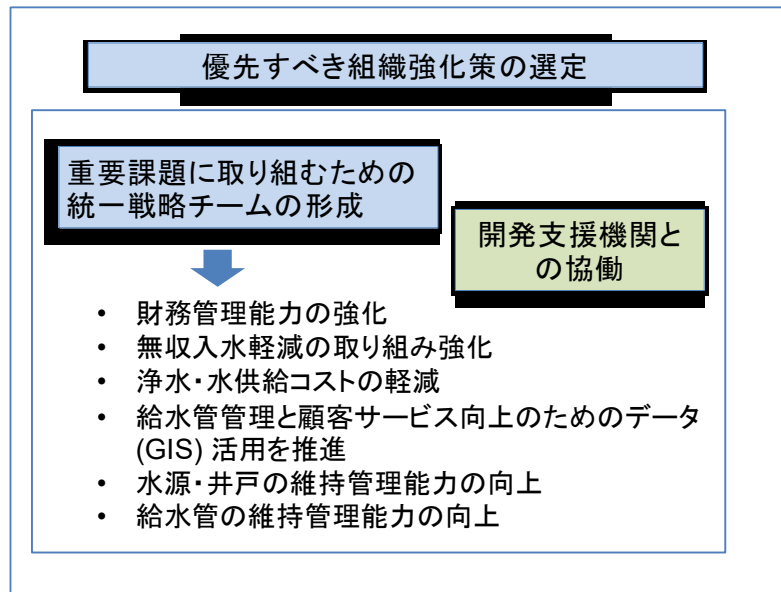 優先すべき組織強化策の選定
重要課題に取り組むための
統一戦略チームの形成
開発支援機関と
の協働
• 財務管理能力の強化
• 無収入水軽減の取り組み強化
• 浄水・水供給コストの軽減
• 給水管管理と顧客サービス向上のためのデータ
(GIS) 活用を推進
• 水源・井戸の維持管理能力の向上
• 給水管の維持管理能力の向上